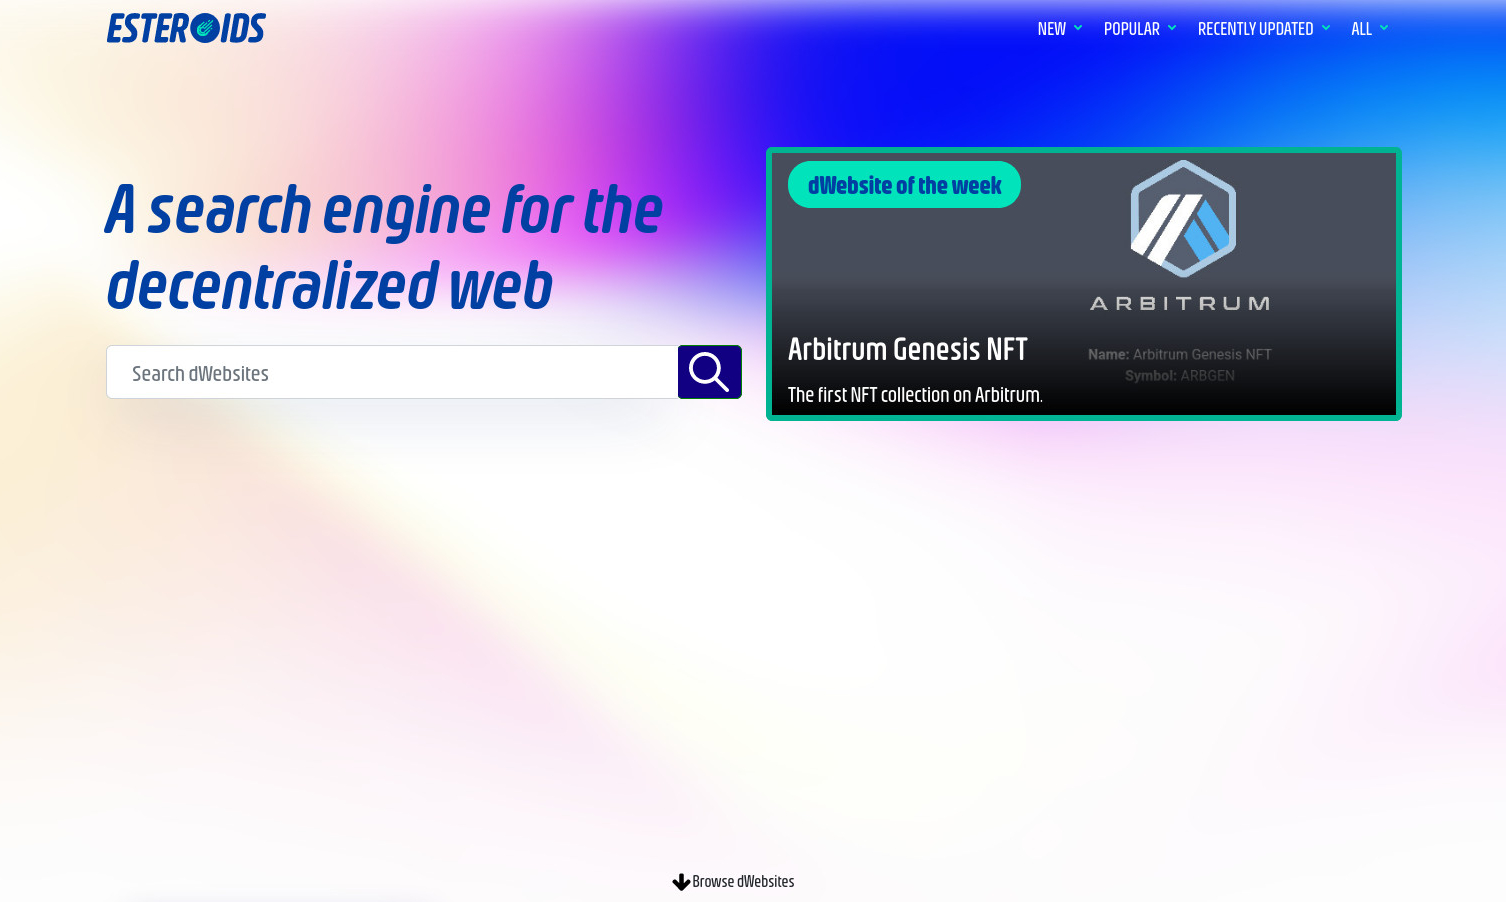 ESTEROIDS
NEW
POPULAR
RECENTLY UPDATED
ALL
A search engine for the
decentralized web
Search dWebsites
dWebsite of the week
ARBITRUM
Name: Arbitrum Genesis NFT
Symbol: ARBGEN
Arbitrum Genesis NFT
The first NFT collection on Arbitrum.
Browse dWebsites